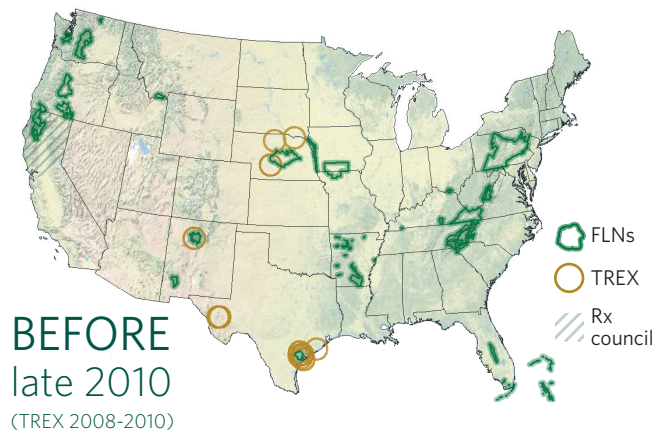 FLNs
TREX
Rx
council
BEFORE
late 2010
(TREX 2008-2010)